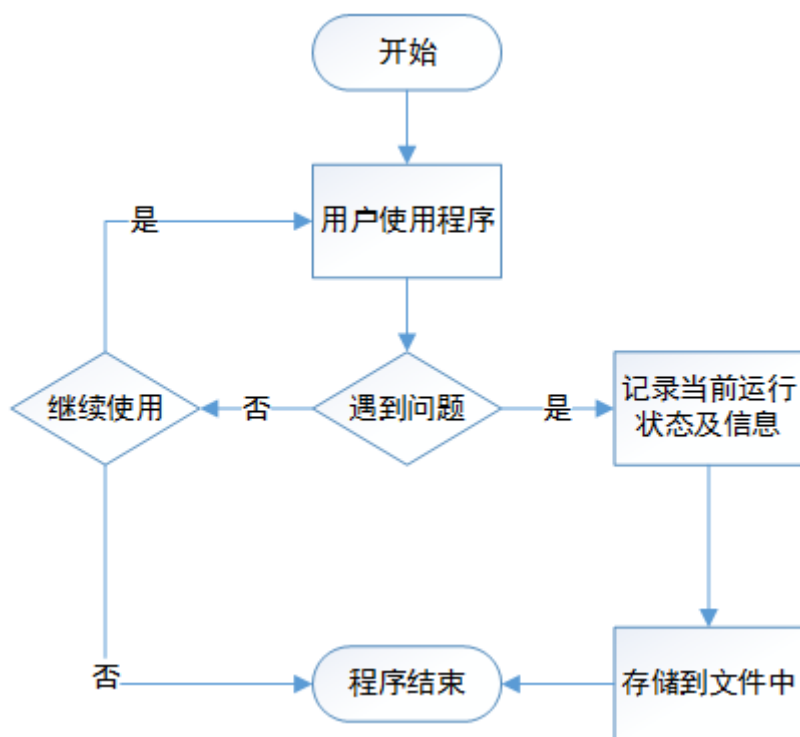 开始
是
用户使用程序
继续使用
否
遇到问题
是
记录当前运行
状态及信息
否
程序结束
存储到文件中